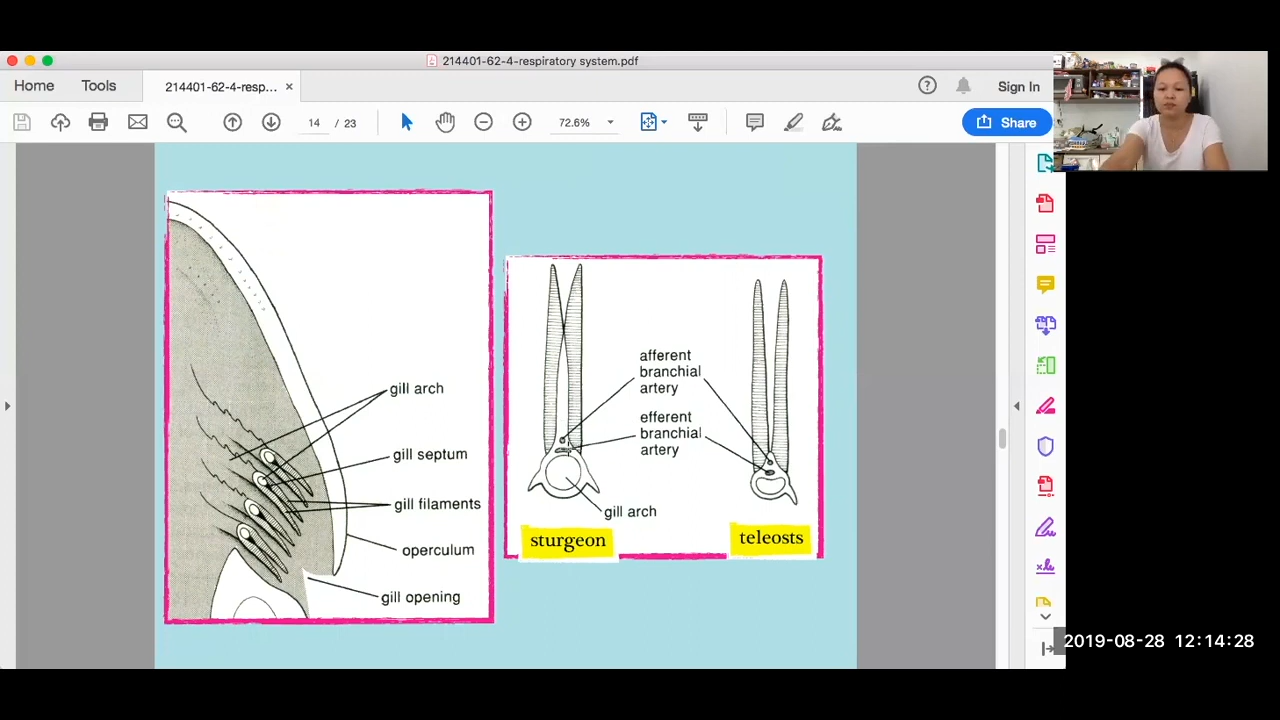 214401-62-4-respiratory system.pdf
Home
Tools
214401-62-4-resp...
Sign In
14 / 23
72.6%
Share
gill arch
gill septum
gill filaments
operculum
gill opening
afferent
branchial
artery
efferent
branchial
artery
gill arch
sturgeon
teleosts
2019-08-28 12:14:28